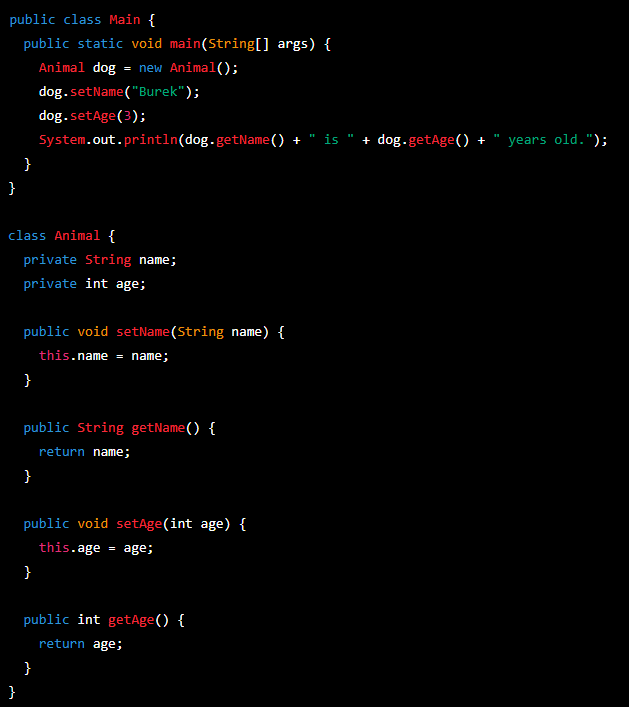 public class Main {
  public static void main(String[] args) {
    Animal dog = new Animal();
    dog.setName("Burek");
    dog.setAge(3);
    System.out.println(dog.getName() + " is " + dog.getAge() + " years old.");
  }
}

class Animal {
  private String name;
  private int age;

  public void setName(String name) {
    this.name = name;
  }

  public String getName() {
    return name;
  }

  public void setAge(int age) {
    this.age = age;
  }

  public int getAge() {
    return age;
  }
}